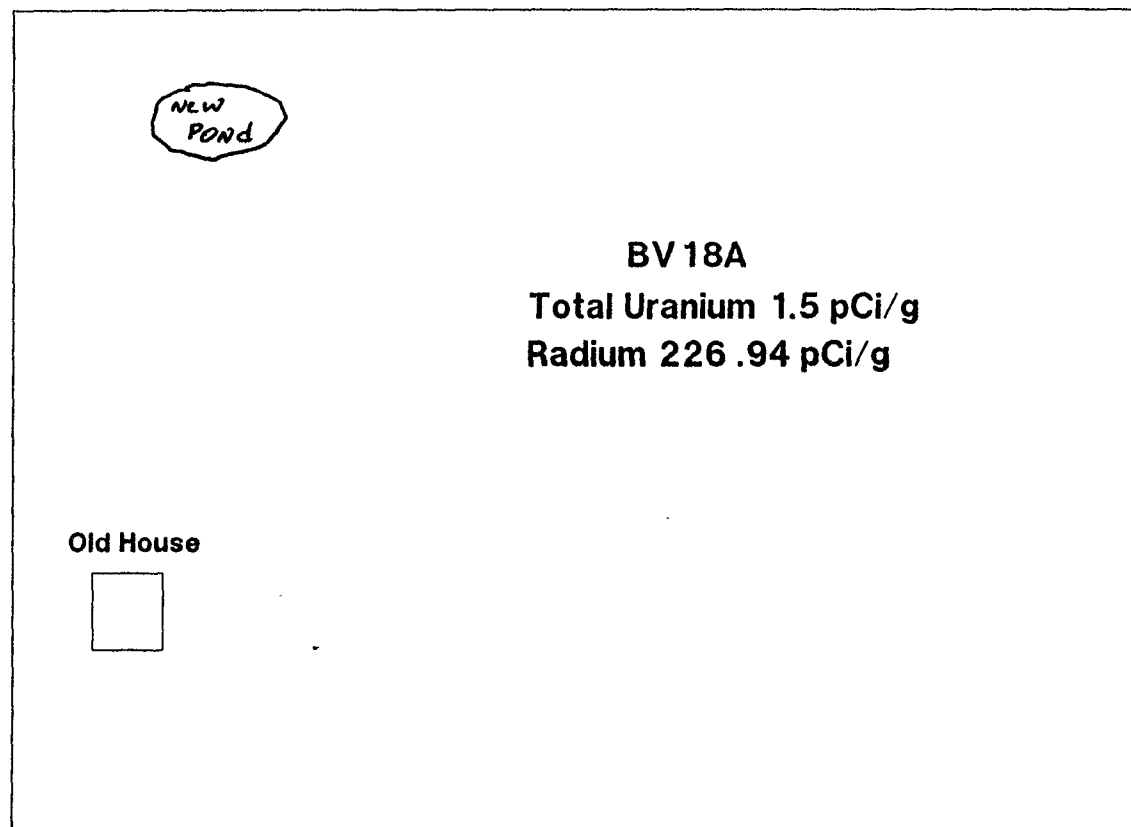 New
Pond
BV 18A
Total Uranium 1.5 pCi/g
Radium 226 .94 pCi/g
Old House